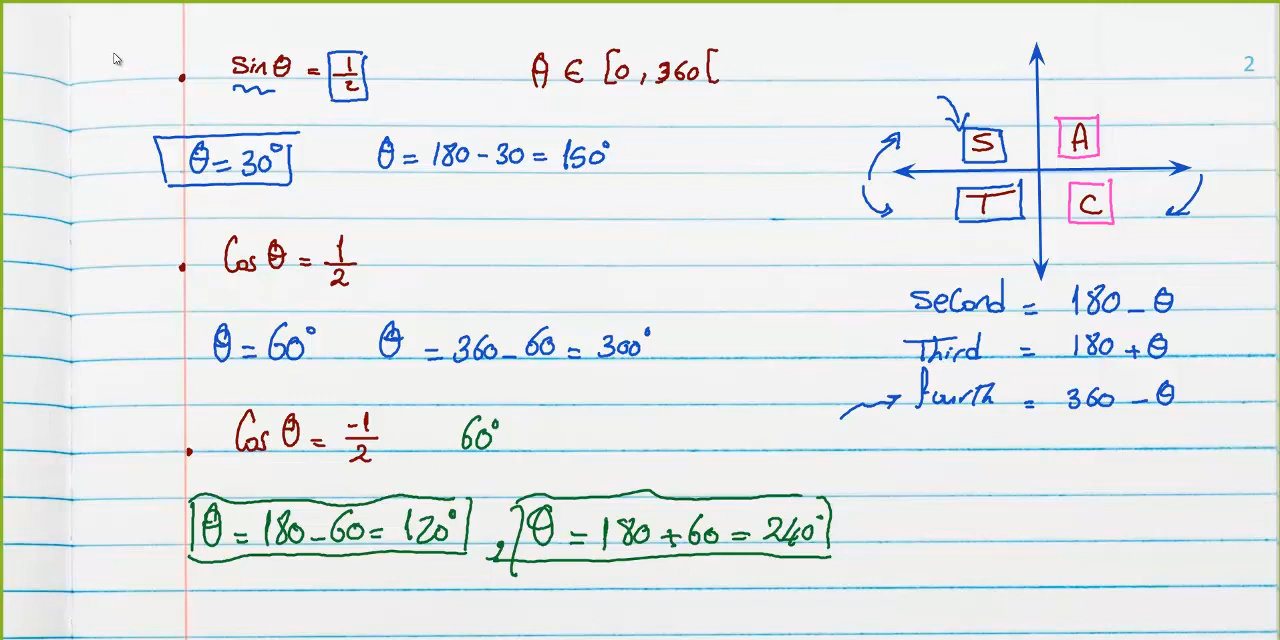 • sin θ = 1/2    θ ∈ [0, 360[
2
θ = 30°    θ = 180 - 30 = 150°
S A
T C
• Cos θ = 1/2
θ = 60°    θ = 360 - 60 = 300°
Second = 180 - θ
Third = 180 + θ
fourth = 360 - θ
• Cos θ = -1/2    60°
θ = 180 - 60 = 120° , θ = 180 + 60 = 240°